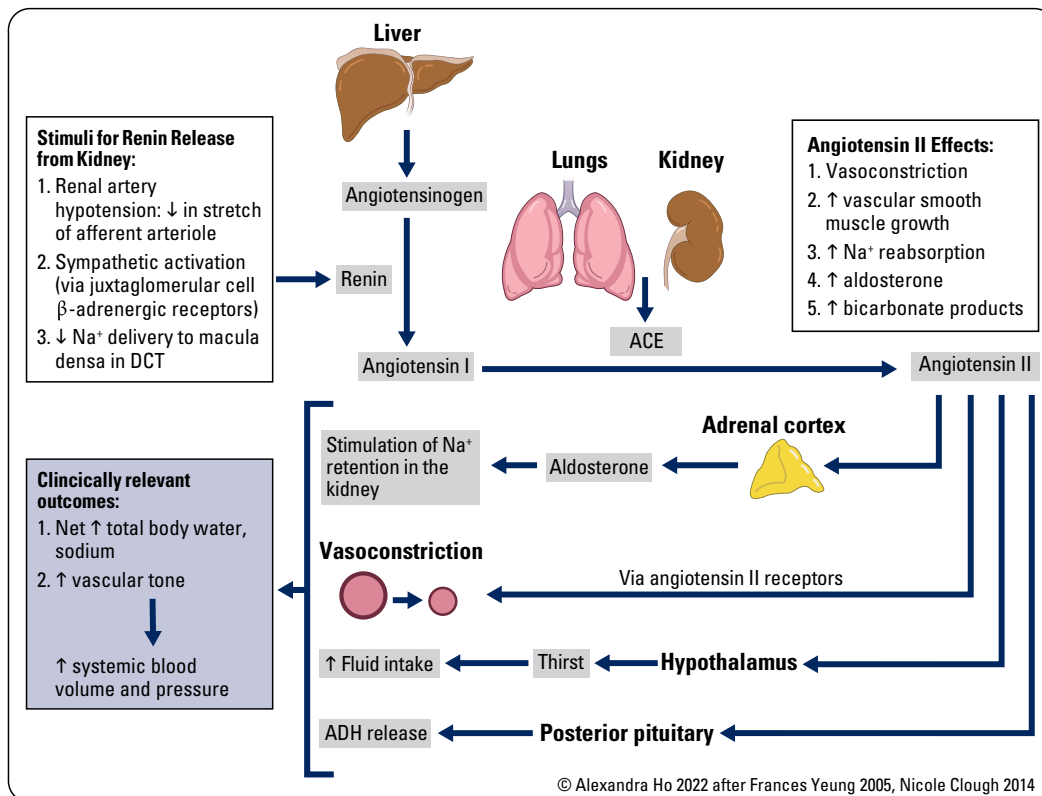 Liver
Stimuli for Renin Release
from Kidney:
1. Renal artery
hypotension: ↓ in stretch
of afferent arteriole
2. Sympathetic activation
(via juxtaglomerular cell
β-adrenergic receptors)
3. ↓ Na⁺ delivery to macula
densa in DCT
Angiotensinogen
Renin
Angiotensin I
Lungs
Kidney
ACE
Angiotensin II Effects:
1. Vasoconstriction
2. ↑ vascular smooth
muscle growth
3. ↑ Na⁺ reabsorption
4. ↑ aldosterone
5. ↑ bicarbonate products
Angiotensin II
Adrenal cortex
Aldosterone
Stimulation of Na⁺
retention in the
kidney
Vasoconstriction
Via angiotensin II receptors
Hypothalamus
Thirst
↑ Fluid intake
Posterior pituitary
ADH release
Clincically relevant
outcomes:
1. Net ↑ total body water,
sodium
2. ↑ vascular tone
↑ systemic blood
volume and pressure
© Alexandra Ho 2022 after Frances Yeung 2005, Nicole Clough 2014